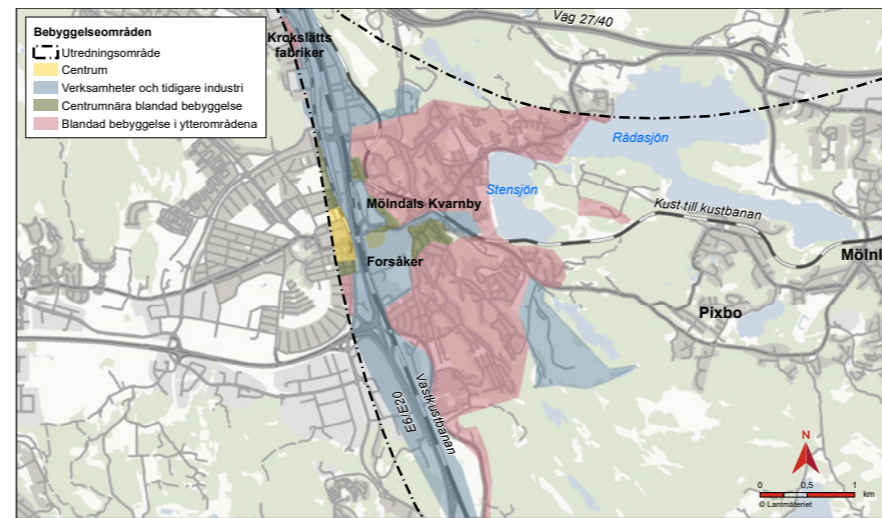 Bebyggelseområden
Utredningsområde
Centrum
Verksamheter och tidigare industri
Centrumnära blandad bebyggelse
Blandad bebyggelse i ytterområdena
Krokslätts
fabriker
Väg 27/40
Rådasjön
Stensjön
Mölndals Kvarnby
Kust till kustbanan
Forsåker
Mölnl
Pixbo
E6/E20
Västkustbanan
N
0 0,5 1
km
© Lantmäteriet